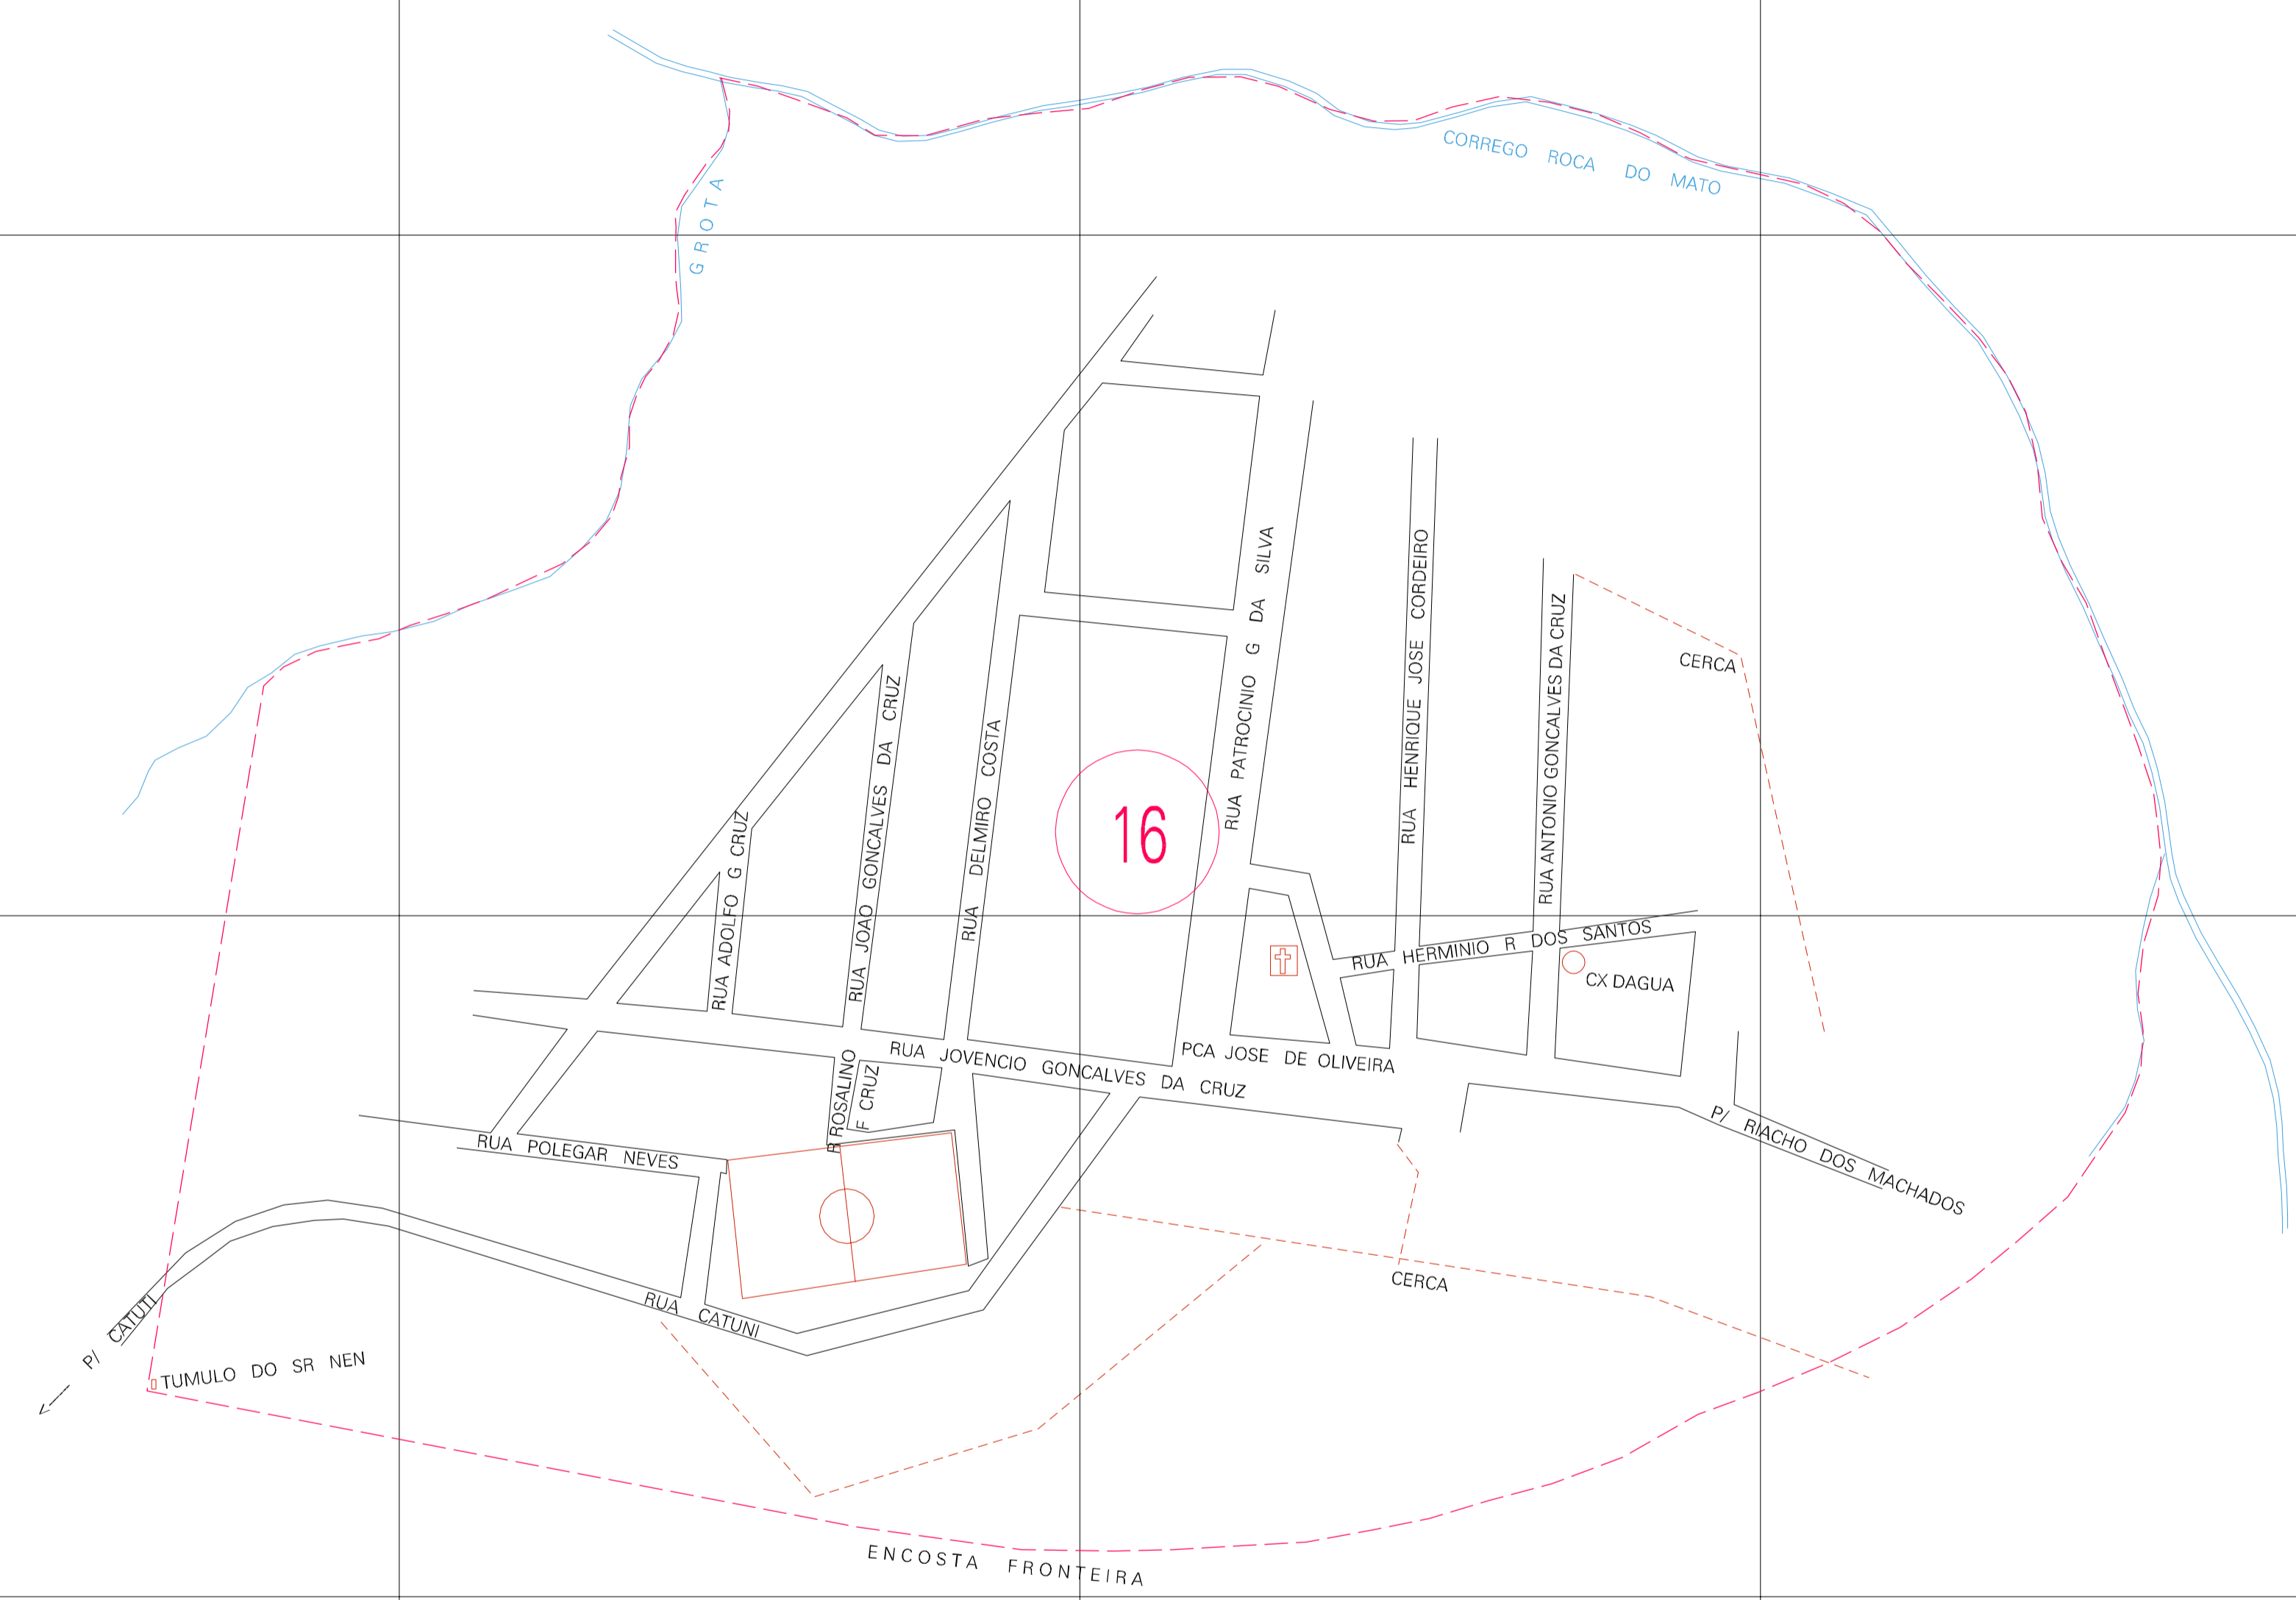 CORREGO ROCA DO MATO
GROTA
RUA PATROCINIO G DA SILVA
RUA HENRIQUE JOSE CORDEIRO
RUA ANTONIO GONCALVES DA CRUZ
CERCA
RUA ADOLFO G CRUZ
RUA JOAO GONCALVES DA CRUZ
RUA DELMIRO COSTA
16
RUA HERMINIO R DOS SANTOS
CX DAGUA
RUA JOVENCIO GONCALVES DA CRUZ
PCA JOSE DE OLIVEIRA
R ROSALINO
F CRUZ
RUA POLEGAR NEVES
P/ RIACHO DOS MACHADOS
CERCA
RUA CATUNI
P/ CATUTI
TUMULO DO SR NEN
ENCOSTA FRONTEIRA